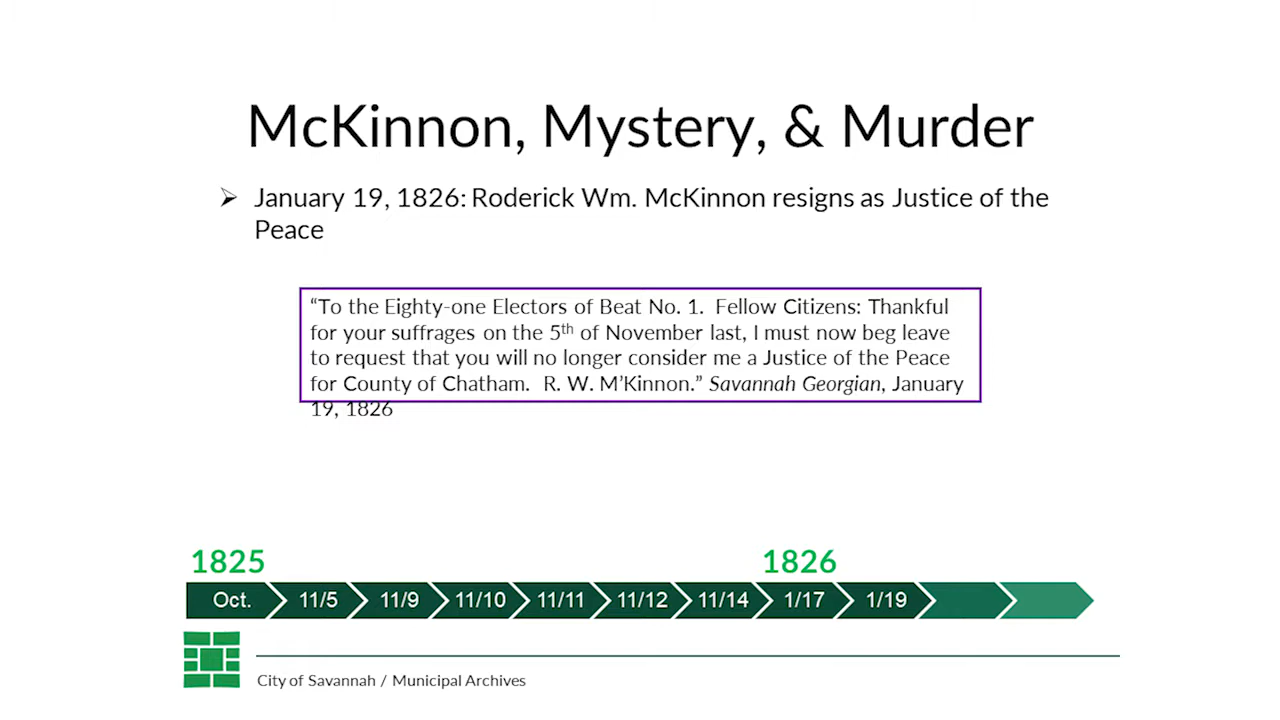 McKinnon, Mystery, & Murder
➢ January 19, 1826: Roderick Wm. McKinnon resigns as Justice of the
Peace
“To the Eighty-one Electors of Beat No. 1.  Fellow Citizens: Thankful
for your suffrages on the 5th of November last, I must now beg leave
to request that you will no longer consider me a Justice of the Peace
for County of Chatham.  R. W. M’Kinnon.” Savannah Georgian, January
19, 1826
1825 1826
Oct. 11/5 11/9 11/10 11/11 11/12 11/14 1/17 1/19
City of Savannah / Municipal Archives